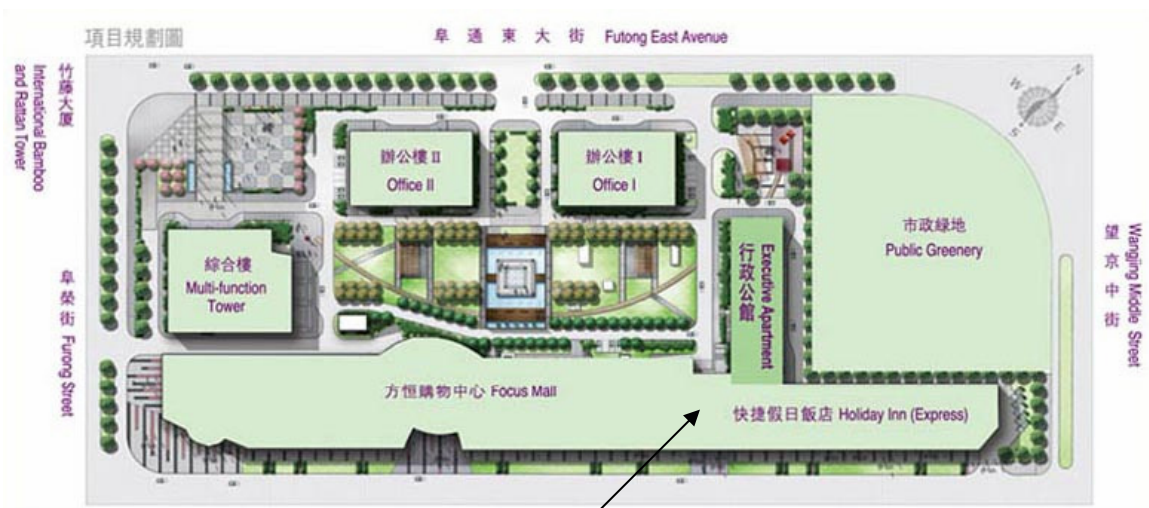 項目規劃圖
阜通東大街 Futong East Avenue
竹藤大廈
International Bamboo
and Rattan Tower
N
W
E
S
辦公樓 II
Office II
辦公樓 I
Office I
市政綠地
Public Greenery
綜合樓
Multi-function
Tower
Executive Apartment
行政公館
望京中街
Wangjing Middle Street
阜榮街 Furong Street
方恒購物中心 Focus Mall
快捷假日飯店 Holiday Inn (Express)